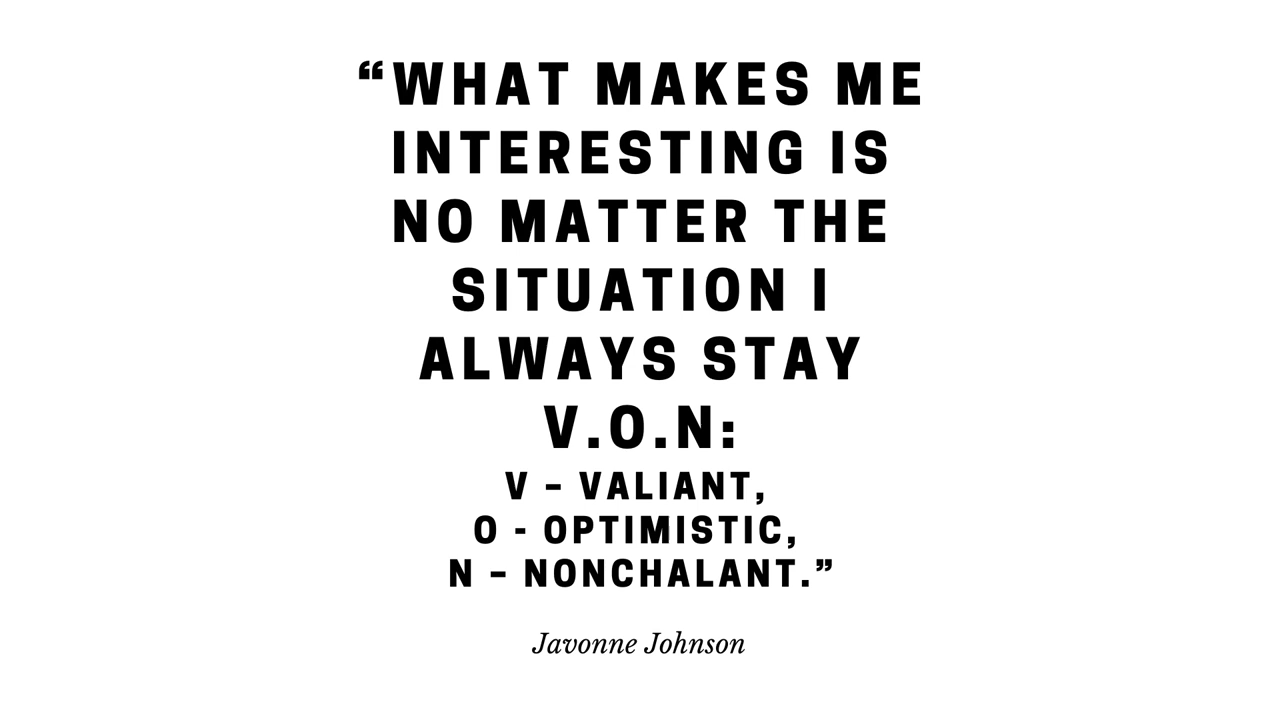 “WHAT MAKES ME
INTERESTING IS
NO MATTER THE
SITUATION I
ALWAYS STAY
V.O.N:
V – VALIANT,
O - OPTIMISTIC,
N – NONCHALANT.”
Javonne Johnson